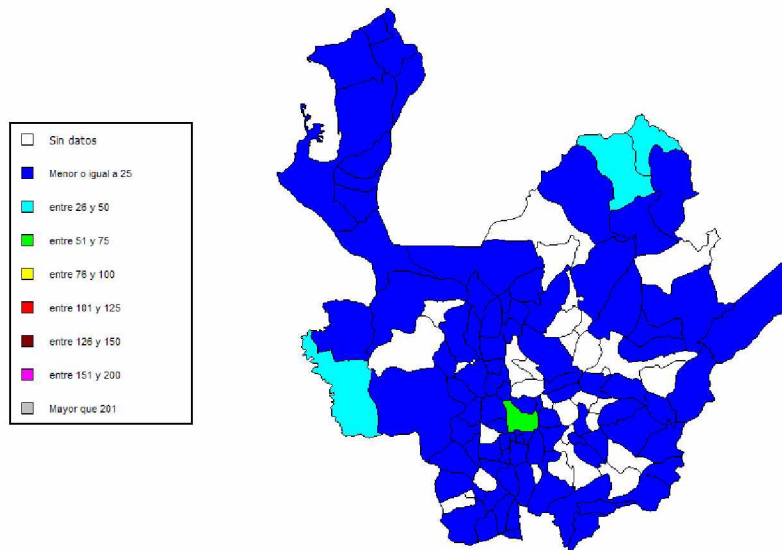 Sin datos
Menor o igual a 25
entre 26 y 50
entre 51 y 75
entre 76 y 100
entre 101 y 125
entre 126 y 150
entre 151 y 200
Mayor que 201